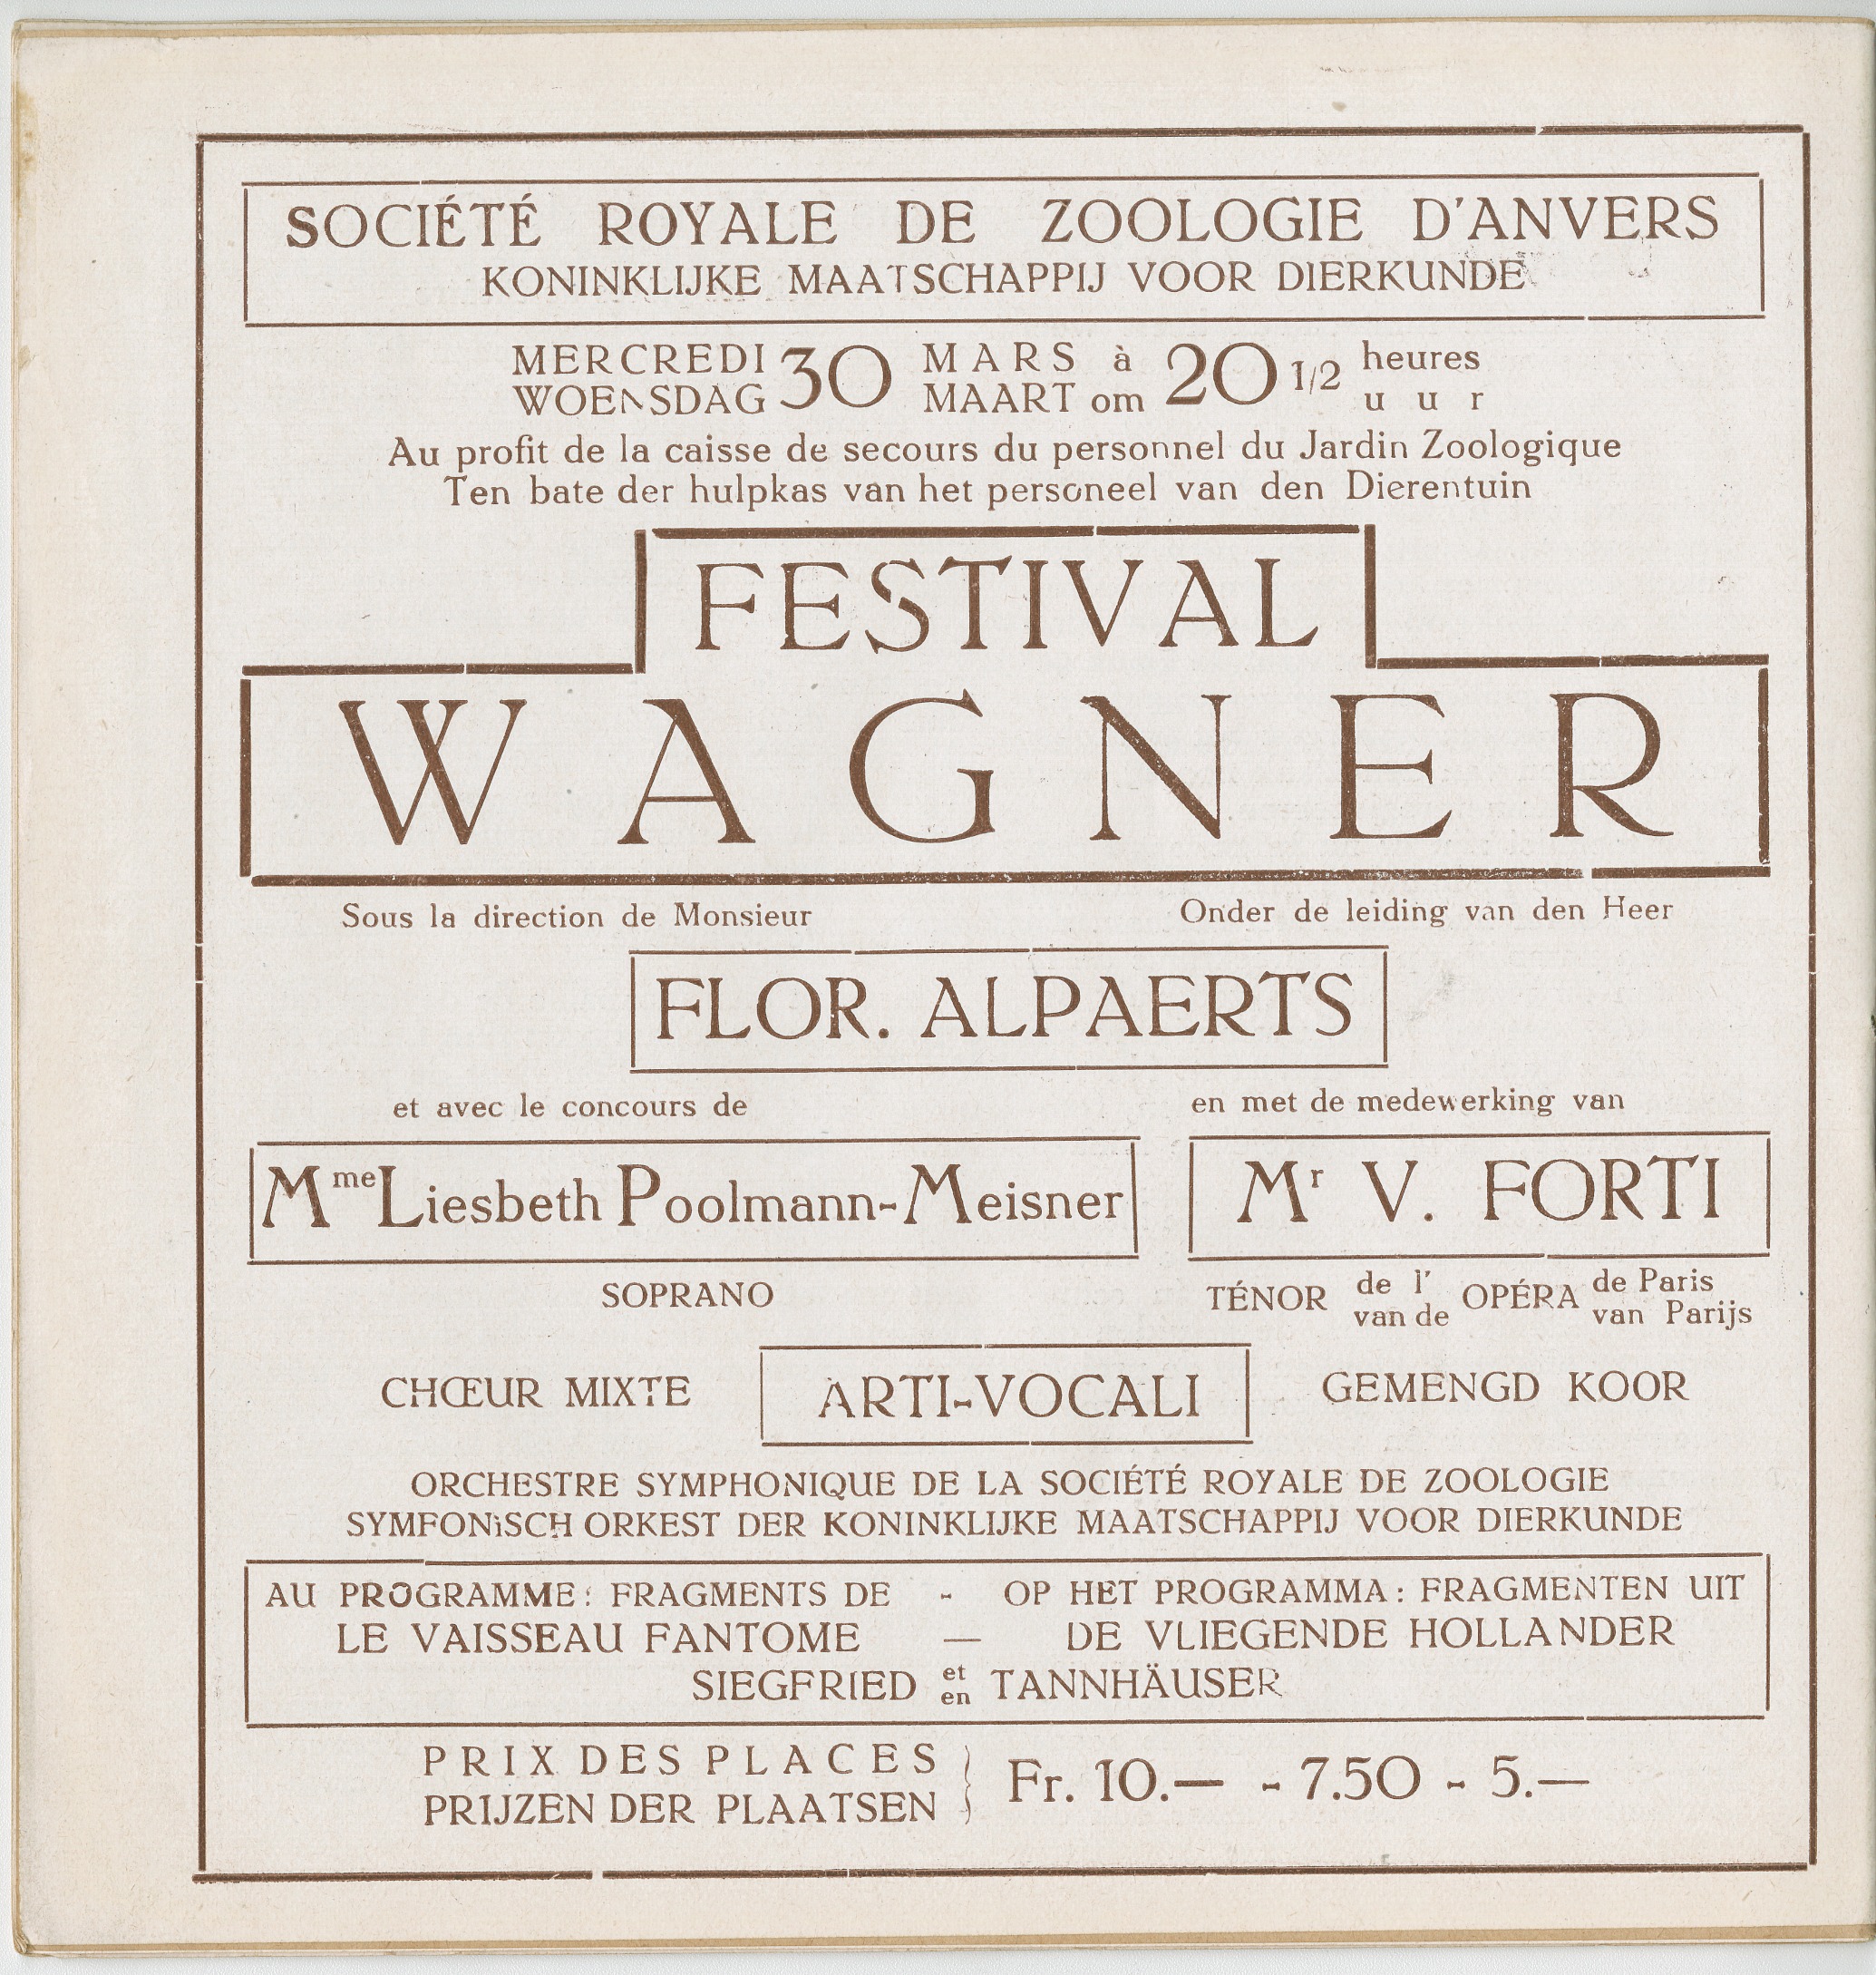 SOCIÉTÉ ROYALE DE ZOOLOGIE D'ANVERS
KONINKLIJKE MAATSCHAPPIJ VOOR DIERKUNDE
MERCREDI 30 MARS à 20 1/2 heures
WOENSDAG MAART om uur
Au profit de la caisse de secours du personnel du Jardin Zoologique
Ten bate der hulpkas van het personeel van den Dierentuin
FESTIVAL
WAGNER
Sous la direction de Monsieur Onder de leiding van den Heer
FLOR. ALPAERTS
et avec le concours de en met de medewerking van
Mme Liesbeth Poolmann-Meisner Mr V. FORTI
SOPRANO TÉNOR de l' OPÉRA de Paris
van de van Parijs
CHŒUR MIXTE ARTI-VOCALI GEMENGD KOOR
ORCHESTRE SYMPHONIQUE DE LA SOCIÉTÉ ROYALE DE ZOOLOGIE
SYMFONiSCH ORKEST DER KONINKLIJKE MAATSCHAPPIJ VOOR DIERKUNDE
AU PROGRAMME: FRAGMENTS DE - OP HET PROGRAMMA: FRAGMENTEN UIT
LE VAISSEAU FANTOME — DE VLIEGENDE HOLLANDER
SIEGFRIED et TANNHÄUSER
en
PRIX DES PLACES } Fr. 10.— - 7.50 - 5.—
PRIJZEN DER PLAATSEN